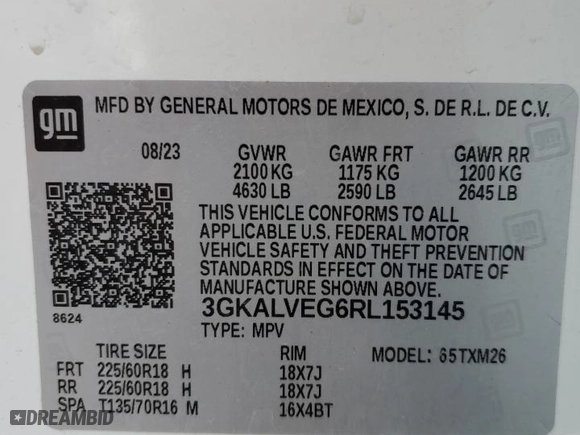 gm
MFD BY GENERAL MOTORS DE MEXICO, S. DE R.L. DE C.V.
08/23 GVWR GAWR FRT GAWR RR
2100 KG 1175 KG 1200 KG
4630 LB 2590 LB 2645 LB
THIS VEHICLE CONFORMS TO ALL
APPLICABLE U.S. FEDERAL MOTOR
VEHICLE SAFETY AND THEFT PREVENTION
STANDARDS IN EFFECT ON THE DATE OF
MANUFACTURE SHOWN ABOVE.
8624 3GKALVEG6RL153145
TYPE: MPV
TIRE SIZE RIM MODEL: 65TXM26
FRT 225/60R18 H 18X7J
RR 225/60R18 H 18X7J
SPA T135/70R16 M 16X4BT
DREAMBID